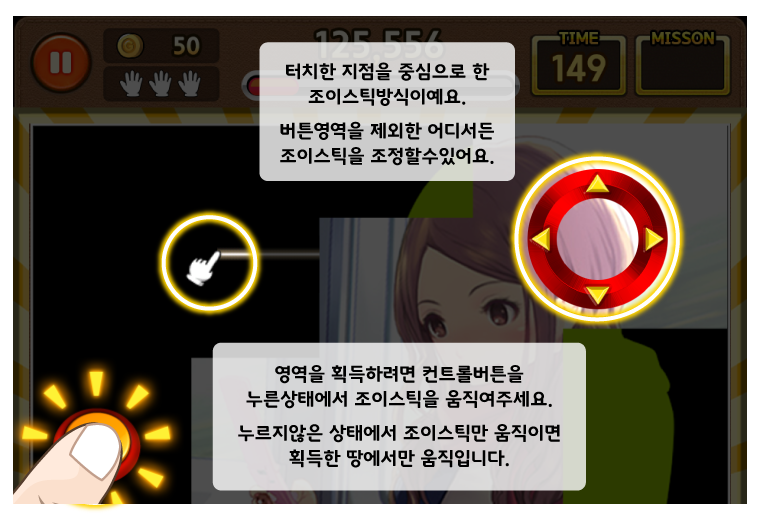 50
125,556
TIME
149
MISSON
터치한 지점을 중심으로 한
조이스틱방식이예요.
버튼영역을 제외한 어디서든
조이스틱을 조정할수있어요.
영역을 획득하려면 컨트롤버튼을
누른상태에서 조이스틱을 움직여주세요.
누르지않은 상태에서 조이스틱만 움직이면
획득한 땅에서만 움직입니다.